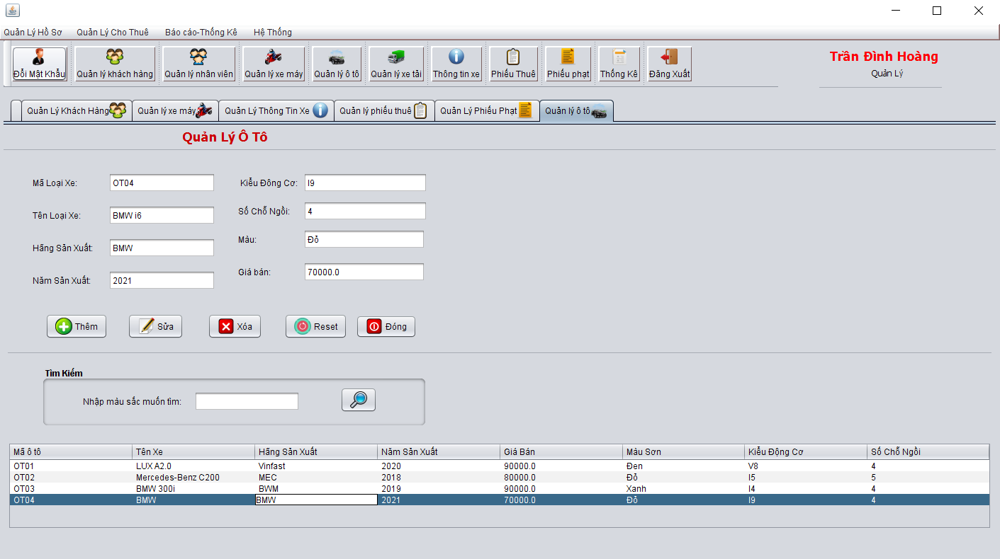 Quản Lý Hồ Sơ Quản Lý Cho Thuê Báo cáo-Thống Kê Hệ Thống
Đổi Mật Khẩu Quản lý khách hàng Quản lý nhân viên Quản lý xe máy Quản lý ô tô Quản lý xe tải Thông tin xe Phiếu Thuê Phiếu phạt Thống Kê Đăng Xuất
Trần Đình Hoàng
Quản Lý
Quản Lý Khách Hàng Quản lý xe máy Quản Lý Thông Tin Xe Quản lý phiếu thuê Quản Lý Phiếu Phạt Quản lý ô tô
Quản Lý Ô Tô
Mã Loại Xe: OT04 Kiểu Đông Cơ: I9
Tên Loại Xe: BMW i6 Số Chỗ Ngồi: 4
Hãng Sản Xuất: BMW Màu: Đỏ
Năm Sản Xuất: 2021 Giá bán: 70000.0
Thêm Sửa Xóa Reset Đóng
Tìm Kiếm
Nhập màu sắc muốn tìm:
Mã ô tô Tên Xe Hãng Sản Xuất Năm Sản Xuất Giá Bán Màu Sơn Kiểu Động Cơ Số Chỗ Ngồi
OT01 LUX A2.0 Vinfast 2020 90000.0 Đen V8 4
OT02 Mercedes-Benz C200 MEC 2018 80000.0 Đỏ I5 5
OT03 BMW 300i BWM 2019 90000.0 Xanh I4 4
OT04 BMW BMW 2021 70000.0 Đỏ I9 4